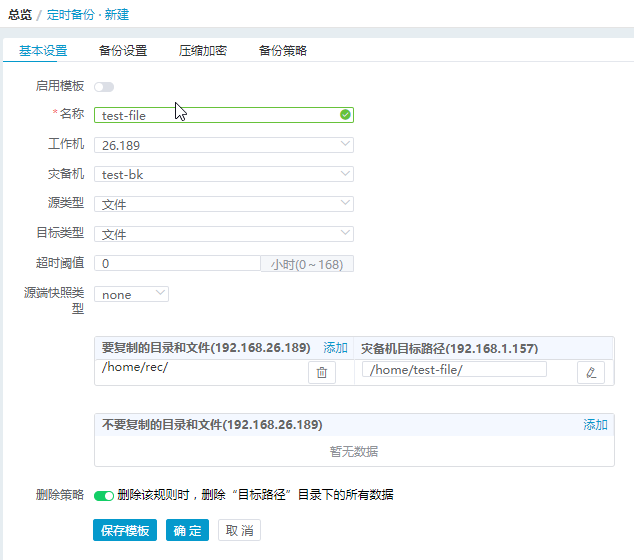 总览 / 定时备份 · 新建
基本设置 备份设置 压缩加密 备份策略
启用模板
*名称 test-file
工作机 26.189
灾备机 test-bk
源类型 文件
目标类型 文件
超时阈值 0 小时(0～168)
源端快照类型 none
要复制的目录和文件(192.168.26.189) 添加 灾备机目标路径(192.168.1.157)
/home/rec/ /home/test-file/
不要复制的目录和文件(192.168.26.189) 添加
暂无数据
删除策略 删除该规则时，删除“目标路径”目录下的所有数据
保存模板 确 定 取 消